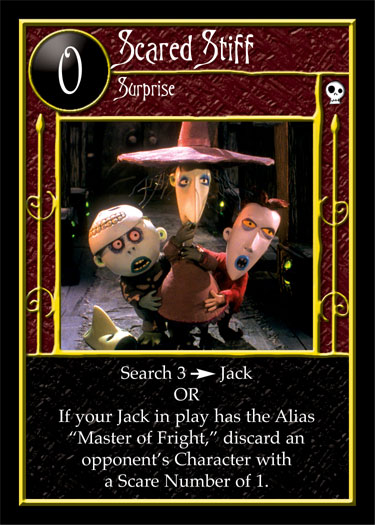 0
Scared Stiff
Surprise
Search 3 → Jack
OR
If your Jack in play has the Alias
“Master of Fright,” discard an
opponent’s Character with
a Scare Number of 1.